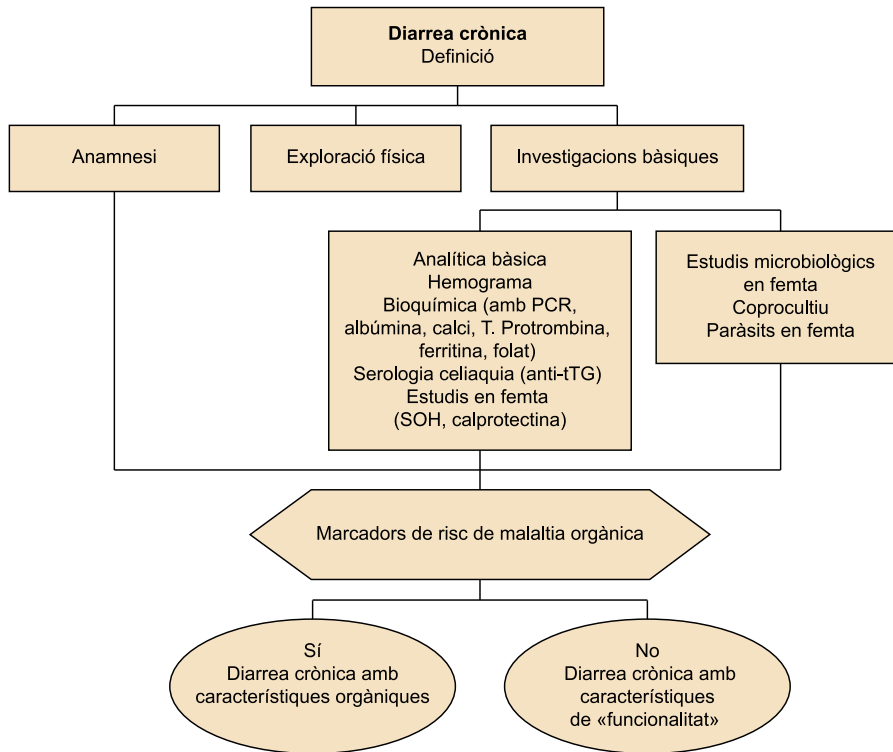 Diarrea crònica
Definició
Anamnesi
Exploració física
Investigacions bàsiques
Analítica bàsica
Hemograma
Bioquímica (amb PCR,
albúmina, calci, T. Protrombina,
ferritina, folat)
Serologia celiaquia (anti-tTG)
Estudis en femta
(SOH, calprotectina)
Estudis microbiològics
en femta
Coprocultiu
Paràsits en femta
Marcadors de risc de malaltia orgànica
Sí
Diarrea crònica amb
característiques orgàniques
No
Diarrea crònica amb
característiques
de «funcionalitat»